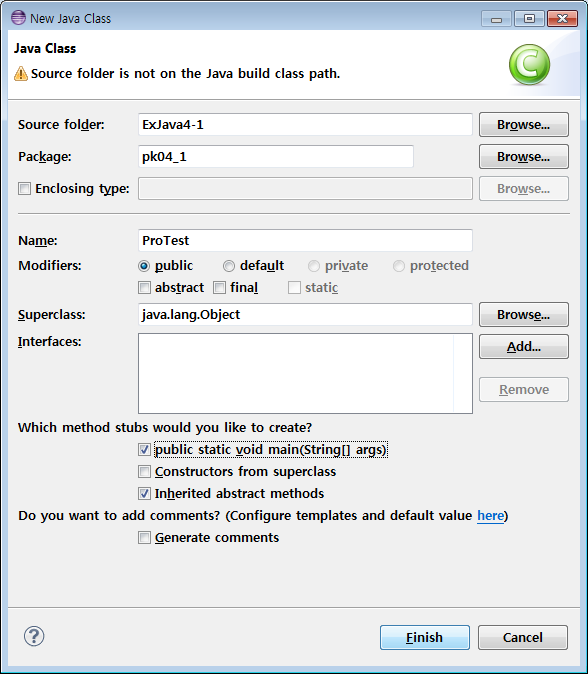 New Java Class
Java Class
Source folder is not on the Java build class path.
Source folder: ExJava4-1 Browse...
Package: pk04_1 Browse...
Enclosing type: Browse...
Name: ProTest
Modifiers: public default private protected
abstract final static
Superclass: java.lang.Object Browse...
Interfaces: Add...
Remove
Which method stubs would you like to create?
public static void main(String[] args)
Constructors from superclass
Inherited abstract methods
Do you want to add comments? (Configure templates and default value here)
Generate comments
? Finish Cancel